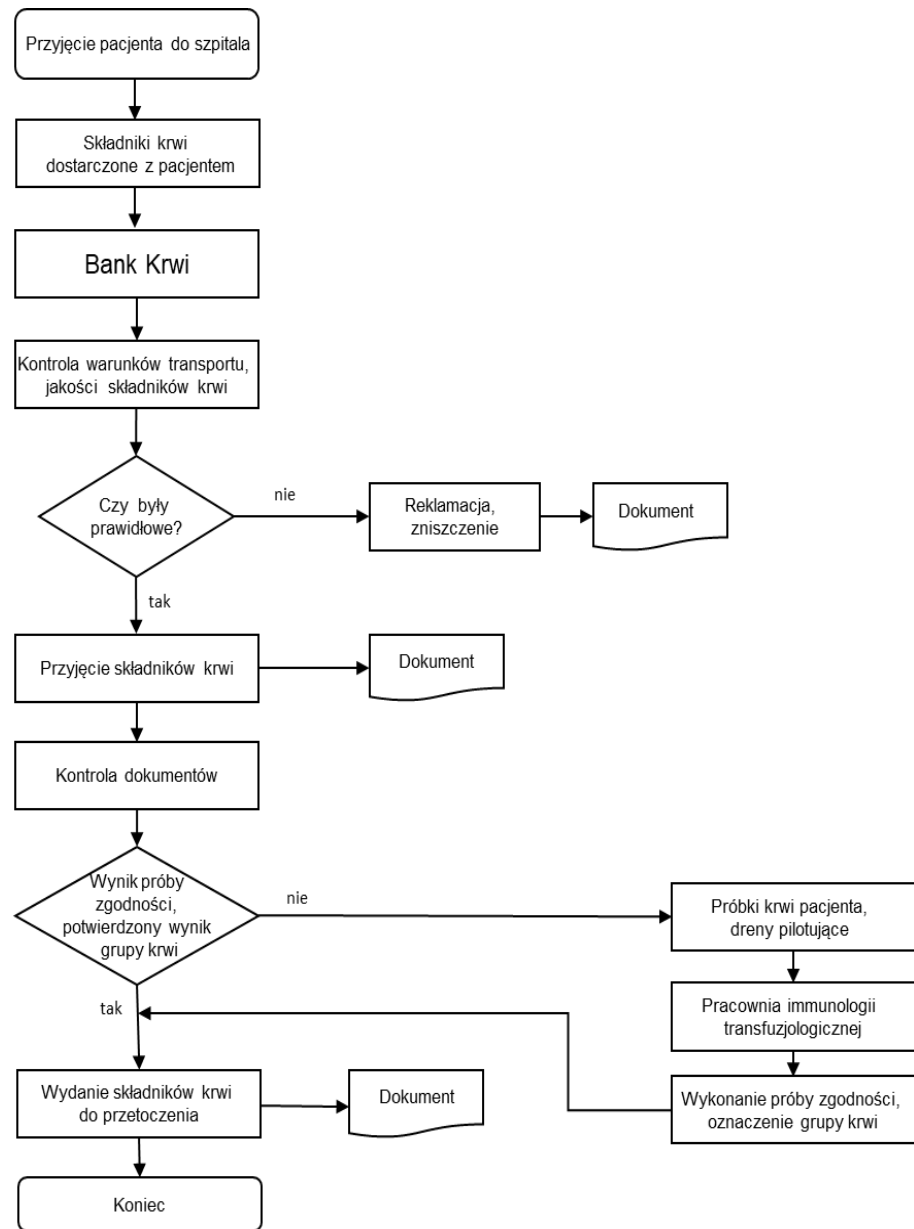 Przyjęcie pacjenta do szpitala
Składniki krwi
dostarczone z pacjentem
Bank Krwi
Kontrola warunków transportu,
jakości składników krwi
Czy były
prawidłowe?
nie
Reklamacja,
zniszczenie
Dokument
tak
Przyjęcie składników krwi
Dokument
Kontrola dokumentów
Wynik próby
zgodności,
potwierdzony wynik
grupy krwi
nie
Próbki krwi pacjenta,
dreny pilotujące
Pracownia immunologii
transfuzjologicznej
Wykonanie próby zgodności,
oznaczenie grupy krwi
tak
Wydanie składników krwi
do przetoczenia
Dokument
Koniec